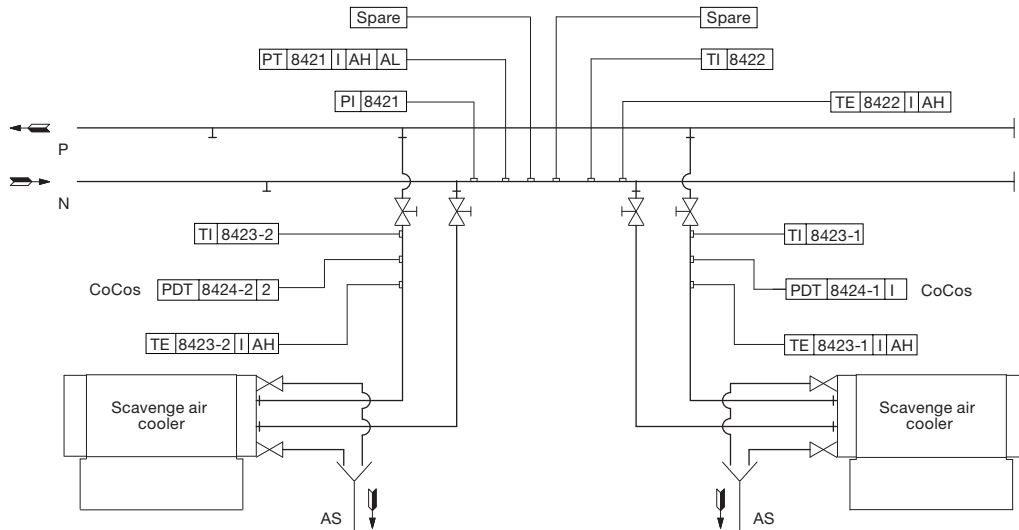 Spare Spare
PT 8421 I AH AL TI 8422
PI 8421 TE 8422 I AH
P
N
TI 8423-2 TI 8423-1
CoCos PDT 8424-2 2 PDT 8424-1 I CoCos
TE 8423-2 I AH TE 8423-1 I AH
Scavenge air
cooler
Scavenge air
cooler
AS AS